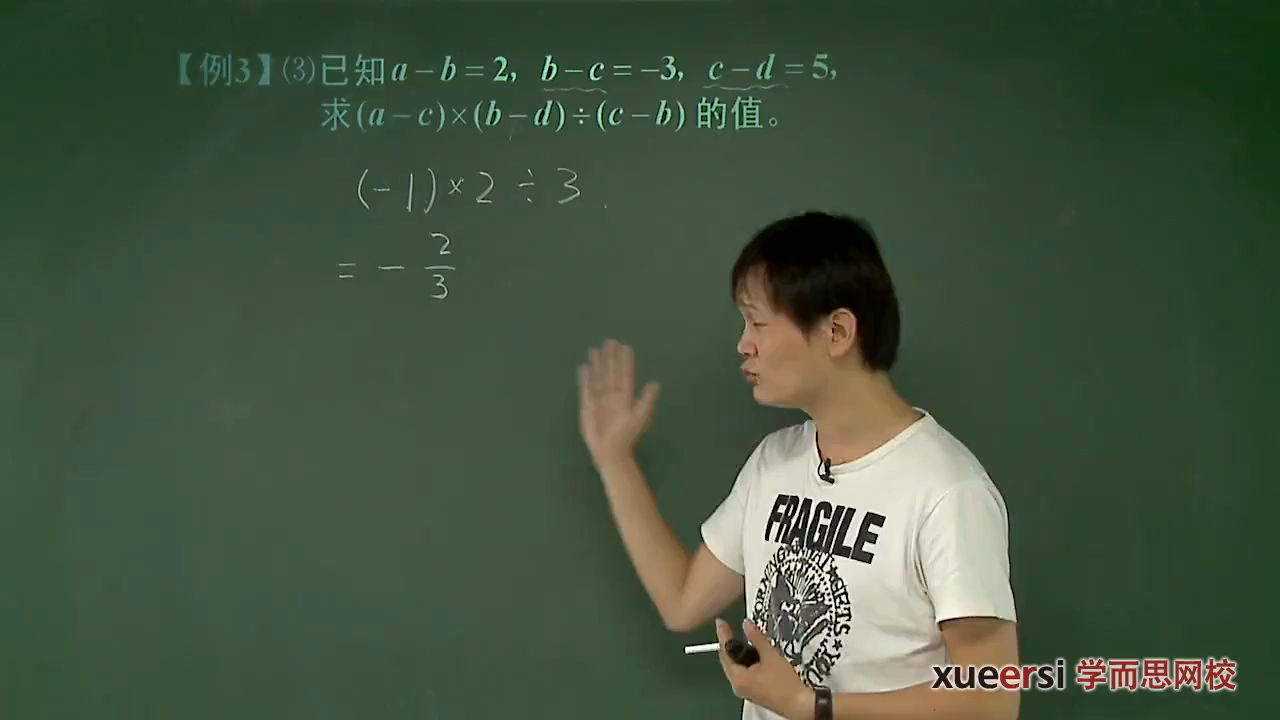 【例3】(3)已知a-b=2, b-c=-3, c-d=5,
求(a-c)×(b-d)÷(c-b)的值。
(-1)×2÷3
=-2/3
FRAGILE
xueersi 学而思网校